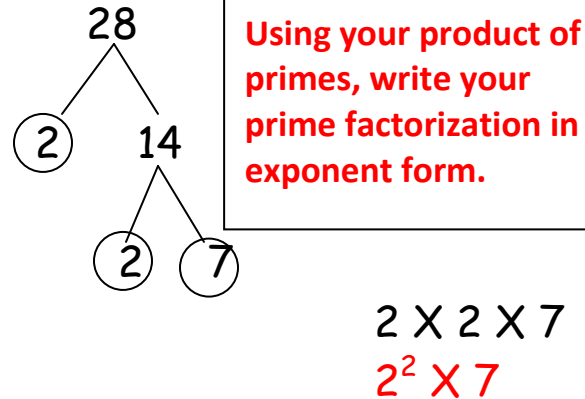 28
Using your product of
primes, write your
prime factorization in
exponent form.
2 14
2 7
2 X 2 X 7
2² X 7